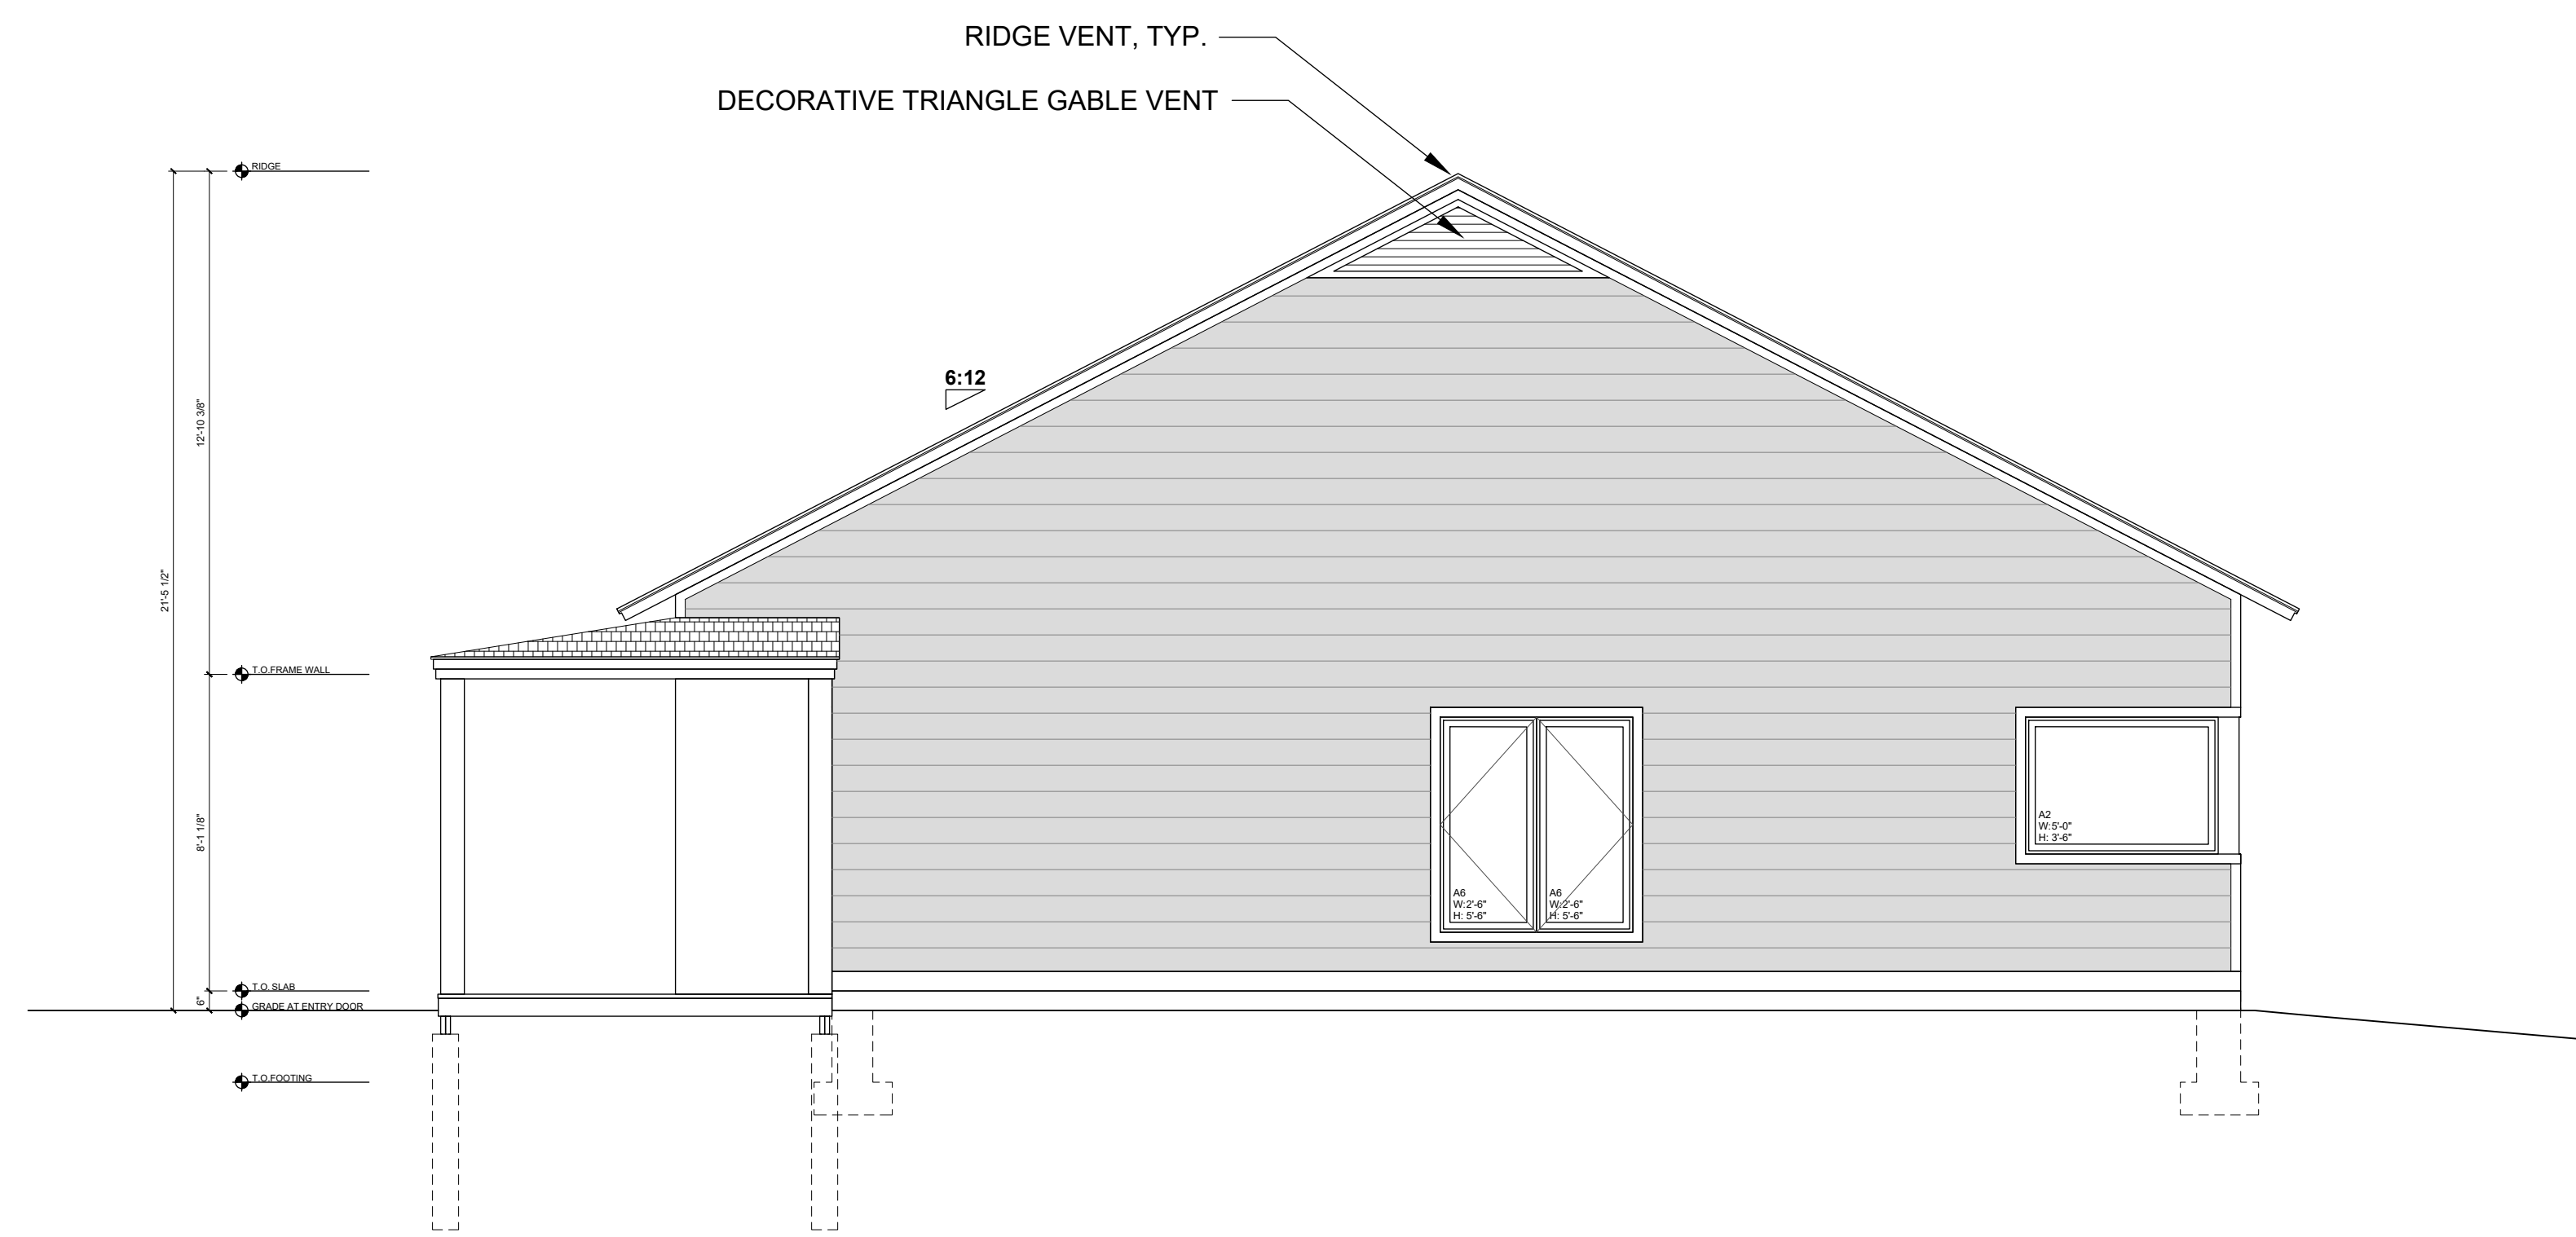 RIDGE VENT, TYP.
DECORATIVE TRIANGLE GABLE VENT
RIDGE
6:12
12'-10 3/8"
21'-5 1/2"
T.O.FRAME WALL
8'-1 1/8"
A2
W:5'-0"
H: 3'-6"
A6
W:2'-6"
H: 5'-6"
A6
W:2'-6"
H: 5'-6"
T.O. SLAB
6"
GRADE AT ENTRY DOOR
T.O.FOOTING